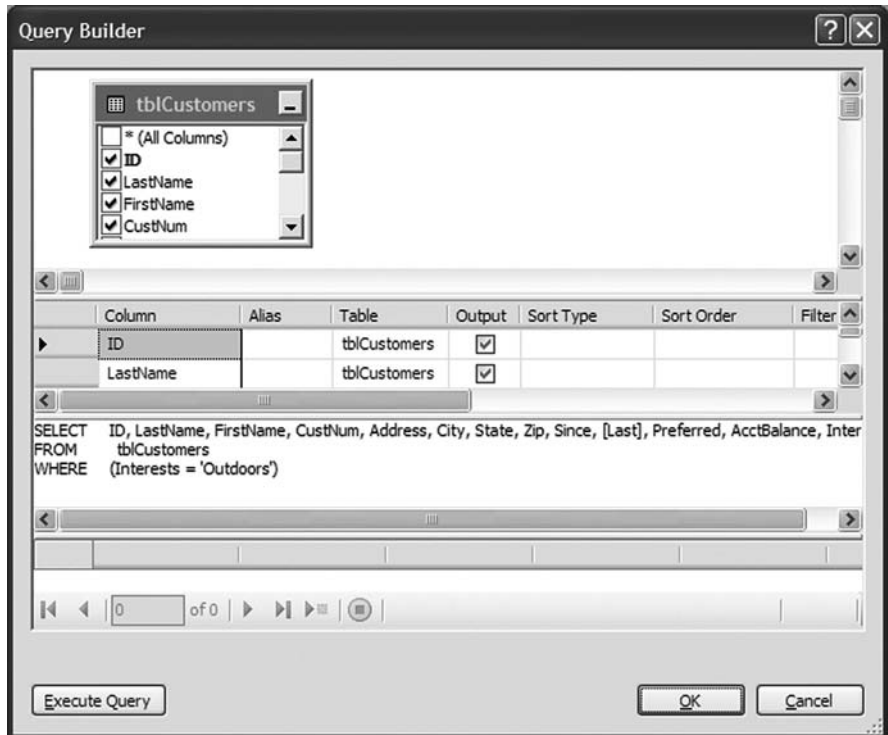 Query Builder
tblCustomers
* (All Columns)
ID
LastName
FirstName
CustNum
Column Alias Table Output Sort Type Sort Order Filter
ID tblCustomers
LastName tblCustomers
SELECT ID, LastName, FirstName, CustNum, Address, City, State, Zip, Since, [Last], Preferred, AcctBalance, Inter
FROM tblCustomers
WHERE (Interests = 'Outdoors')
0 of 0
Execute Query OK Cancel